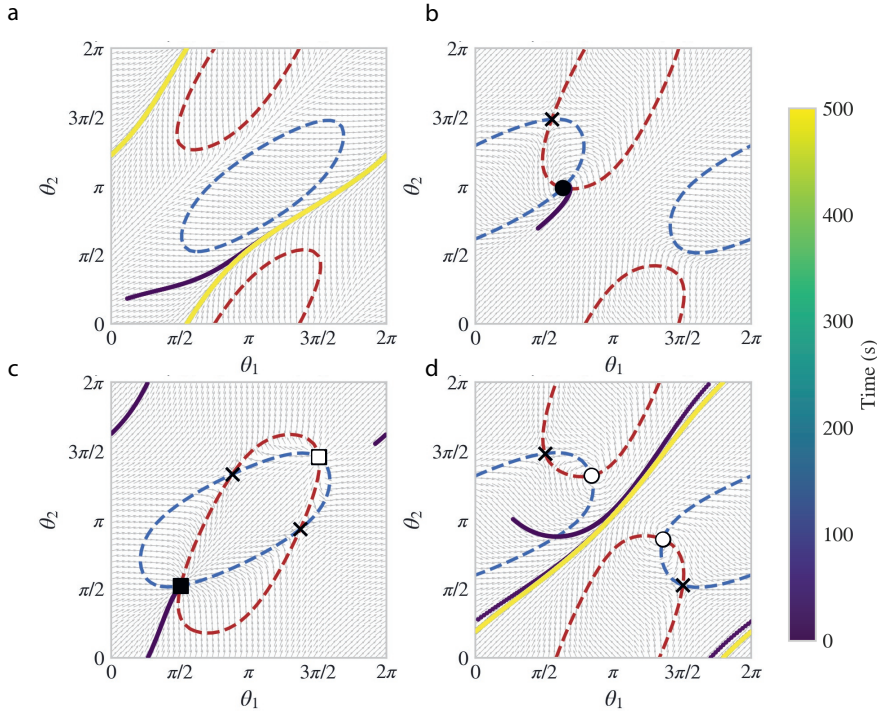 a
2π
3π/2
π
π/2
0
θ₂
0 π/2 π 3π/2 2π
θ₁
b
2π
3π/2
π
π/2
0
θ₂
0 π/2 π 3π/2 2π
θ₁
c
2π
3π/2
π
π/2
0
θ₂
0 π/2 π 3π/2 2π
θ₁
d
2π
3π/2
π
π/2
0
θ₂
0 π/2 π 3π/2 2π
θ₁
500
400
300
200
100
0
Time (s)